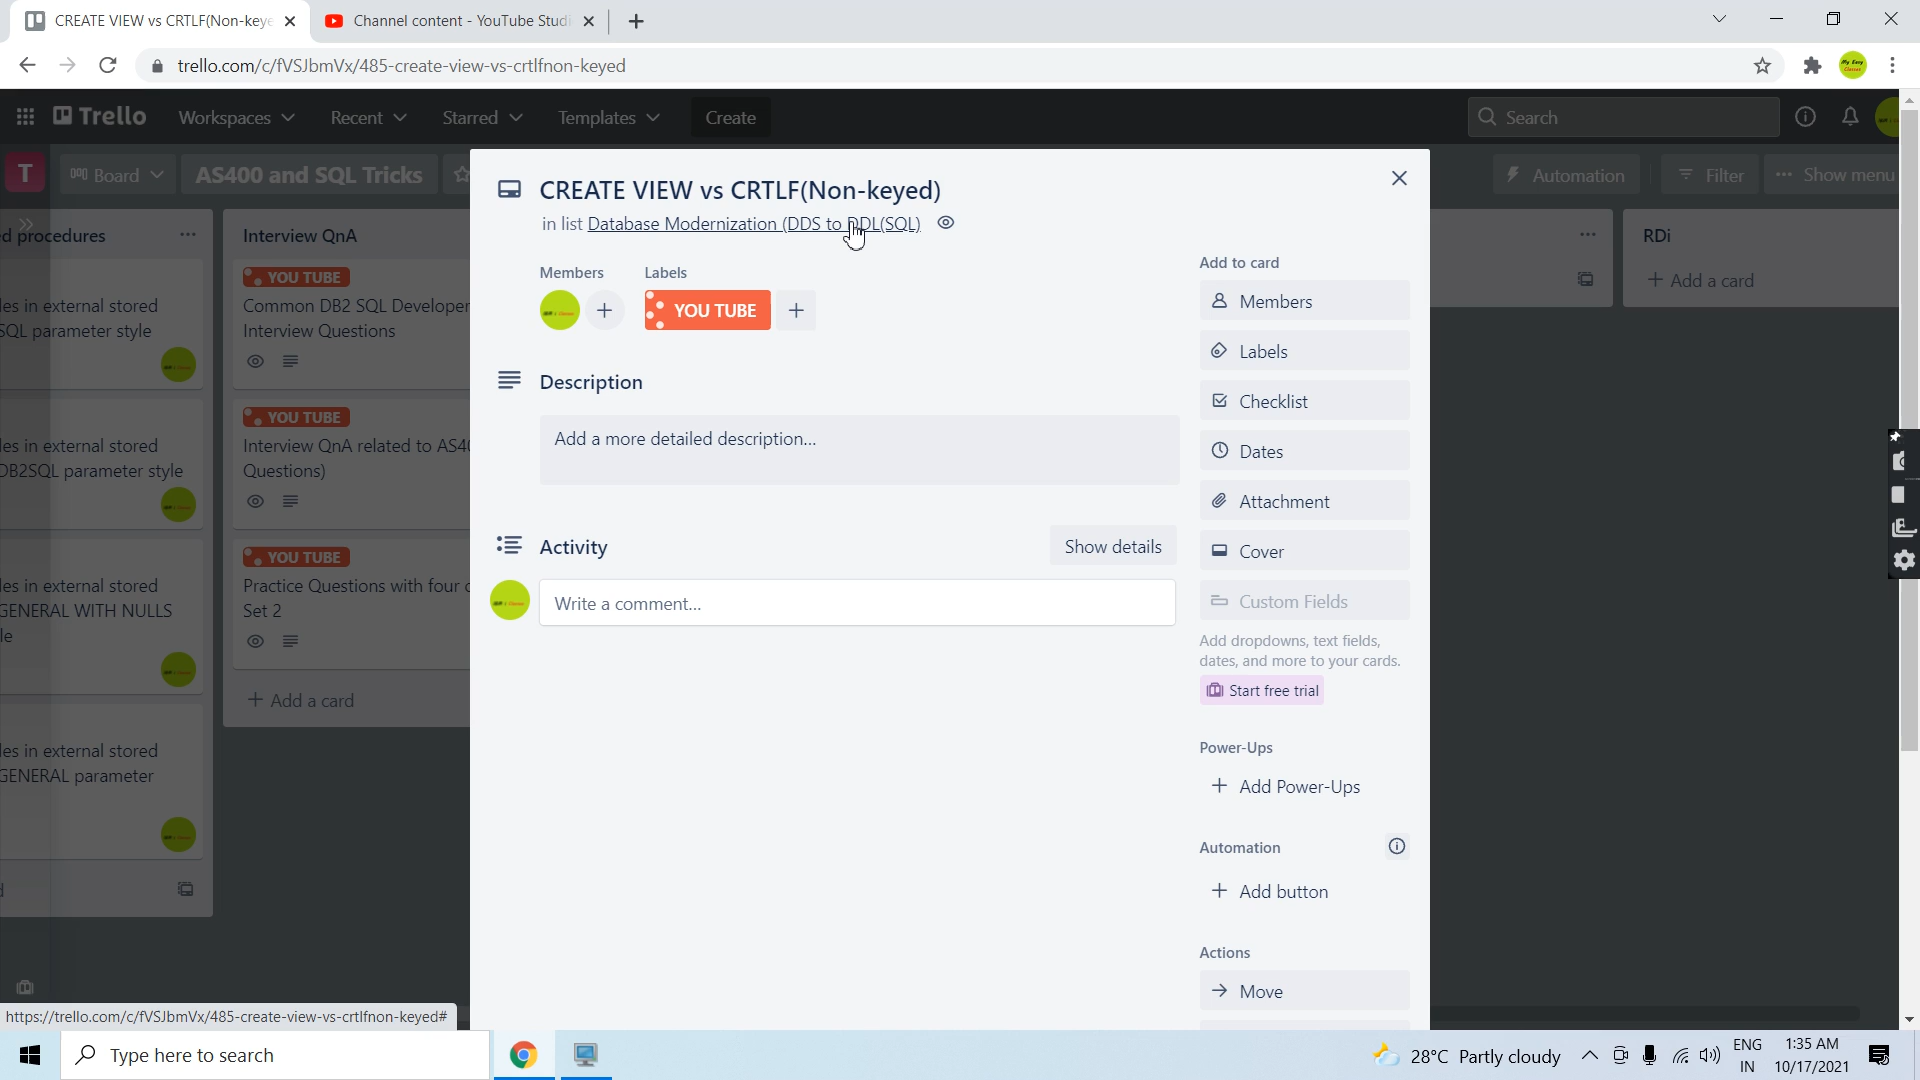 CREATE VIEW vs CRTLF(Non-keye
Channel content - YouTube Studi
trello.com/c/fVSJbmVx/485-create-view-vs-crtlfnon-keyed
Trello
Workspaces
Recent
Starred
Templates
Create
Search
T
Board
AS400 and SQL Tricks
Automation
Filter
Show menu
d procedures
les in external stored
SQL parameter style
les in external stored
DB2SQL parameter style
les in external stored
GENERAL WITH NULLS
le
les in external stored
GENERAL parameter
d
Interview QnA
YOU TUBE
Common DB2 SQL Developer
Interview Questions
YOU TUBE
Interview QnA related to AS40
Questions)
YOU TUBE
Practice Questions with four o
Set 2
+ Add a card
CREATE VIEW vs CRTLF(Non-keyed)
in list Database Modernization (DDS to DDL(SQL)
Members
Labels
YOU TUBE
Description
Add a more detailed description...
Activity
Show details
Write a comment...
Add to card
Members
Labels
Checklist
Dates
Attachment
Cover
Custom Fields
Add dropdowns, text fields,
dates, and more to your cards.
Start free trial
Power-Ups
+ Add Power-Ups
Automation
+ Add button
Actions
Move
RDi
+ Add a card
https://trello.com/c/fVSJbmVx/485-create-view-vs-crtlfnon-keyed#
Type here to search
28°C Partly cloudy
ENG
IN
1:35 AM
10/17/2021